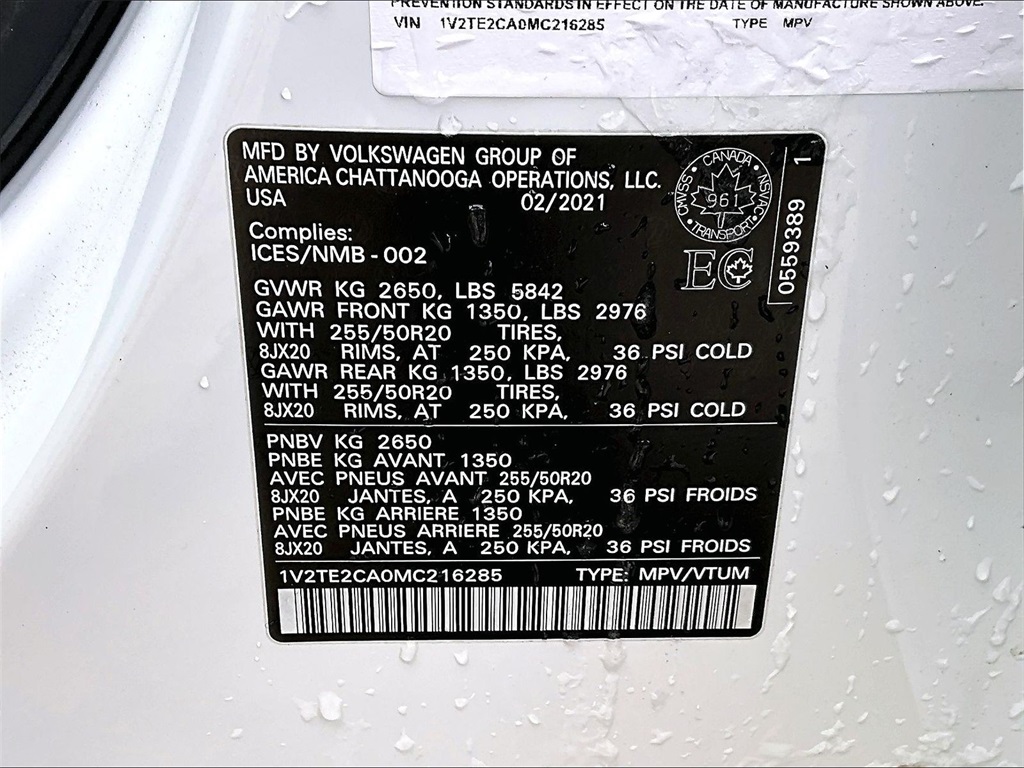 PREVENTION STANDARDS IN EFFECT ON THE DATE OF MANUFACTURE SHOWN ABOVE.
VIN 1V2TE2CA0MC216285 TYPE MPV
MFD BY VOLKSWAGEN GROUP OF
AMERICA CHATTANOOGA OPERATIONS, LLC.
USA 02/2021
CANADA
CMVSS 961 NSVAC
TRANSPORT
EC
0559389 1
Complies:
ICES/NMB-002
GVWR KG 2650, LBS 5842
GAWR FRONT KG 1350, LBS 2976
WITH 255/50R20 TIRES,
8JX20 RIMS, AT 250 KPA, 36 PSI COLD
GAWR REAR KG 1350, LBS 2976
WITH 255/50R20 TIRES,
8JX20 RIMS, AT 250 KPA, 36 PSI COLD
PNBV KG 2650
PNBE KG AVANT 1350
AVEC PNEUS AVANT 255/50R20
8JX20 JANTES, A 250 KPA, 36 PSI FROIDS
PNBE KG ARRIERE 1350
AVEC PNEUS ARRIERE 255/50R20
8JX20 JANTES, A 250 KPA, 36 PSI FROIDS
1V2TE2CA0MC216285 TYPE: MPV/VTUM